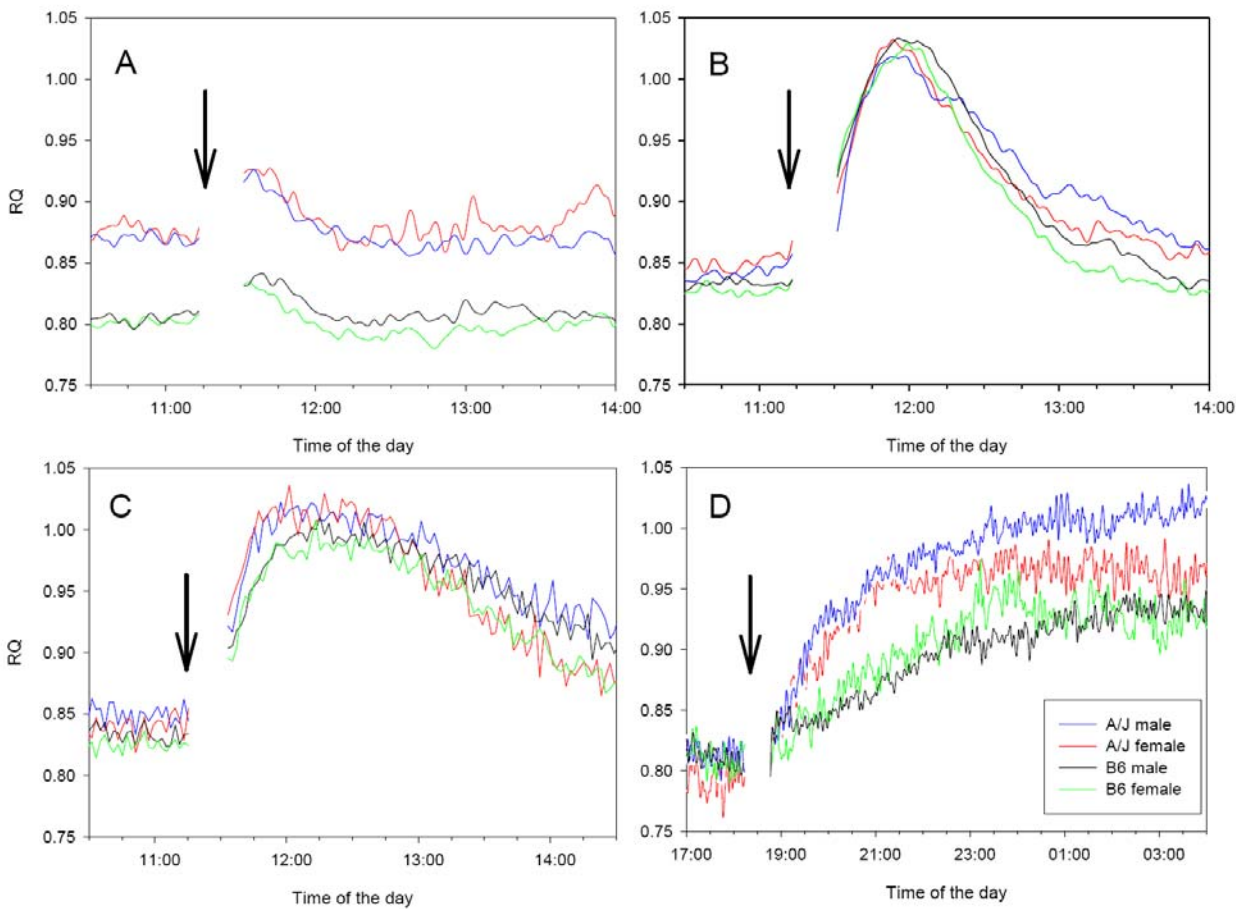 A
RQ
1.05
1.00
0.95
0.90
0.85
0.80
0.75
11:00 12:00 13:00 14:00
Time of the day
B
1.05
1.00
0.95
0.90
0.85
0.80
0.75
11:00 12:00 13:00 14:00
Time of the day
C
RQ
1.05
1.00
0.95
0.90
0.85
0.80
0.75
11:00 12:00 13:00 14:00
Time of the day
D
1.05
1.00
0.95
0.90
0.85
0.80
0.75
17:00 19:00 21:00 23:00 01:00 03:00
Time of the day
A/J male
A/J female
B6 male
B6 female